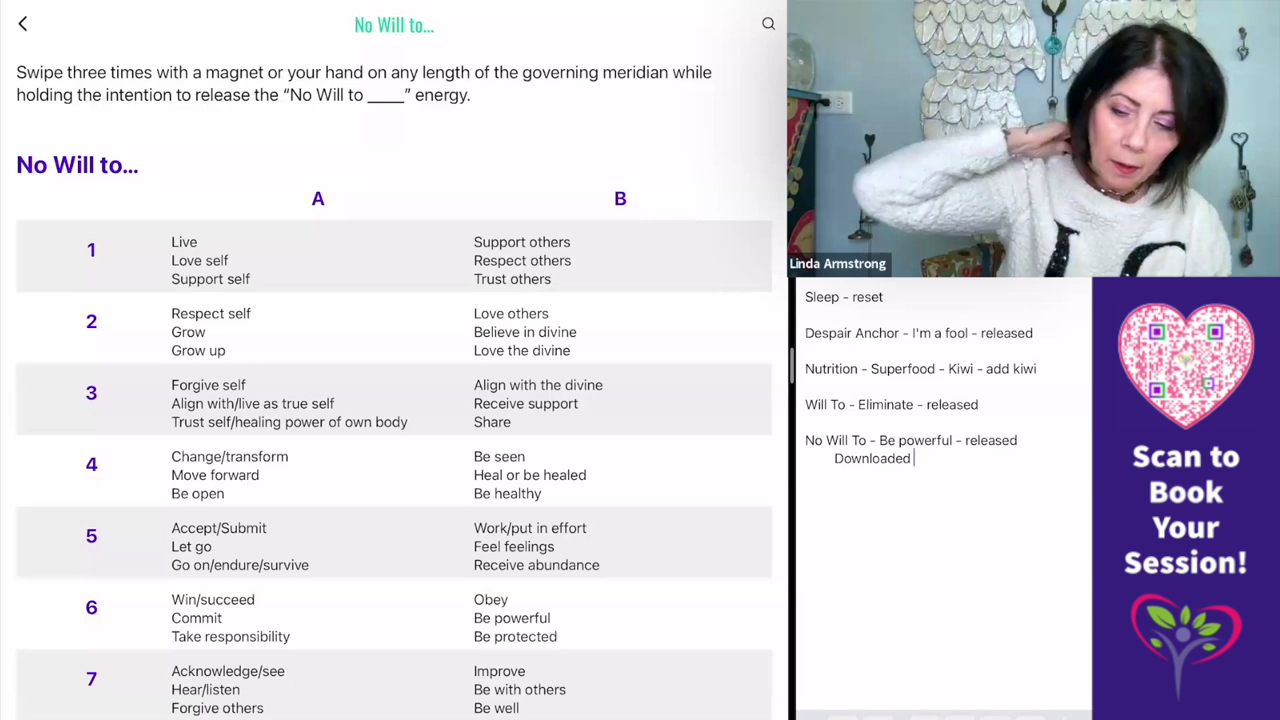 No Will to...
Swipe three times with a magnet or your hand on any length of the governing meridian while
holding the intention to release the “No Will to ____” energy.
No Will to...
A B
1
Live Support others
Love self Respect others
Support self Trust others
2
Respect self Love others
Grow Believe in divine
Grow up Love the divine
3
Forgive self Align with the divine
Align with/live as true self Receive support
Trust self/healing power of own body Share
4
Change/transform Be seen
Move forward Heal or be healed
Be open Be healthy
5
Accept/Submit Work/put in effort
Let go Feel feelings
Go on/endure/survive Receive abundance
6
Win/succeed Obey
Commit Be powerful
Take responsibility Be protected
7
Acknowledge/see Improve
Hear/listen Be with others
Forgive others Be well
Linda Armstrong
Sleep - reset
Despair Anchor - I'm a fool - released
Nutrition - Superfood - Kiwi - add kiwi
Will To - Eliminate - released
No Will To - Be powerful - released
Downloaded
Scan to
Book
Your
Session!